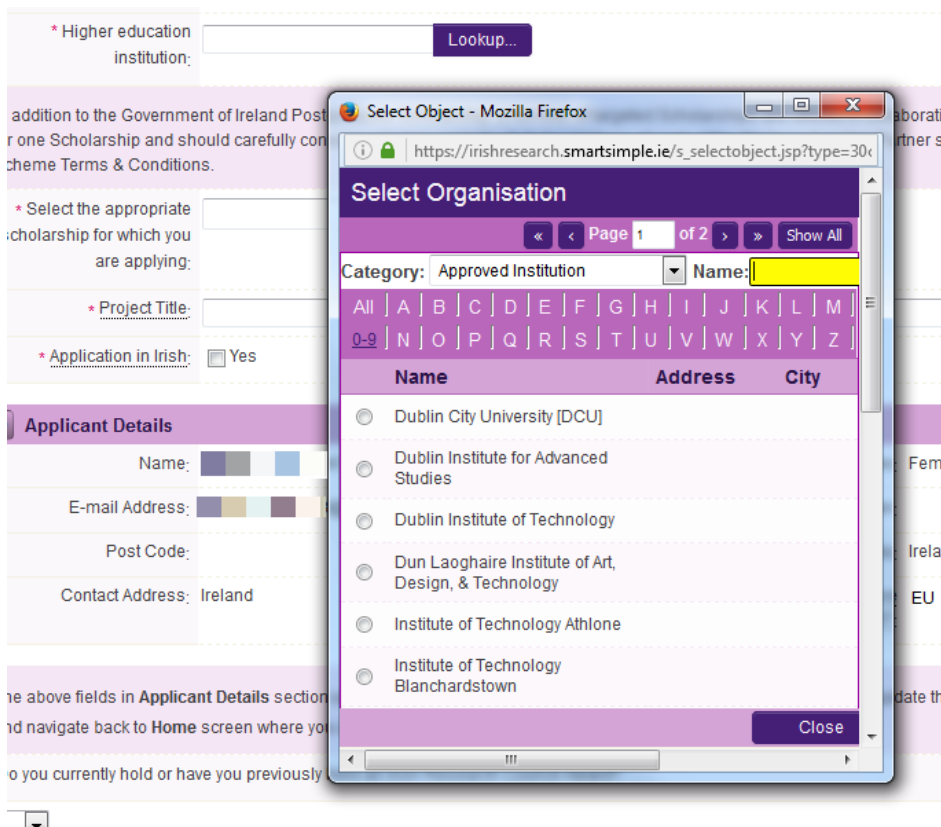 * Higher education
institution:
Lookup...
addition to the Government of Ireland Post
r one Scholarship and should carefully con
cheme Terms & Conditions.
* Select the appropriate
scholarship for which you
are applying:
* Project Title:
* Application in Irish: Yes
Applicant Details
Name: Fem
E-mail Address:
Post Code: Irela
Contact Address: Ireland EU
he above fields in Applicant Details section date th
nd navigate back to Home screen where you
o you currently hold or have you previously
Select Object - Mozilla Firefox
https://irishresearch.smartsimple.ie/s_selectobject.jsp?type=30
Select Organisation
« ‹ Page 1 of 2 › » Show All
Category: Approved Institution Name:
All A B C D E F G H I J K L M
0-9 N O P Q R S T U V W X Y Z
Name Address City
Dublin City University [DCU]
Dublin Institute for Advanced
Studies
Dublin Institute of Technology
Dun Laoghaire Institute of Art,
Design, & Technology
Institute of Technology Athlone
Institute of Technology
Blanchardstown
Close